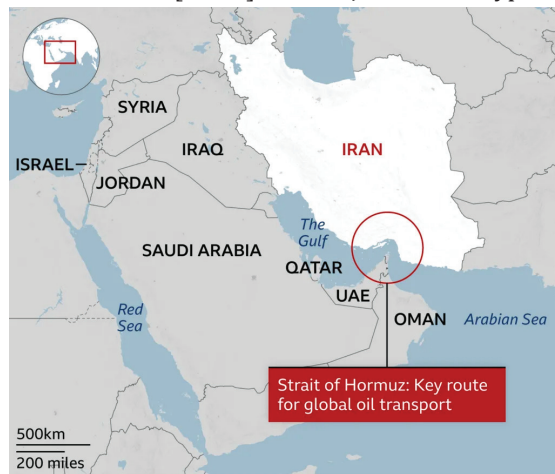 SYRIA
ISRAEL
IRAQ
IRAN
JORDAN
The
Gulf
SAUDI ARABIA
QATAR
UAE
Red
Sea
OMAN
Arabian Sea
Strait of Hormuz: Key route
for global oil transport
500km
200 miles